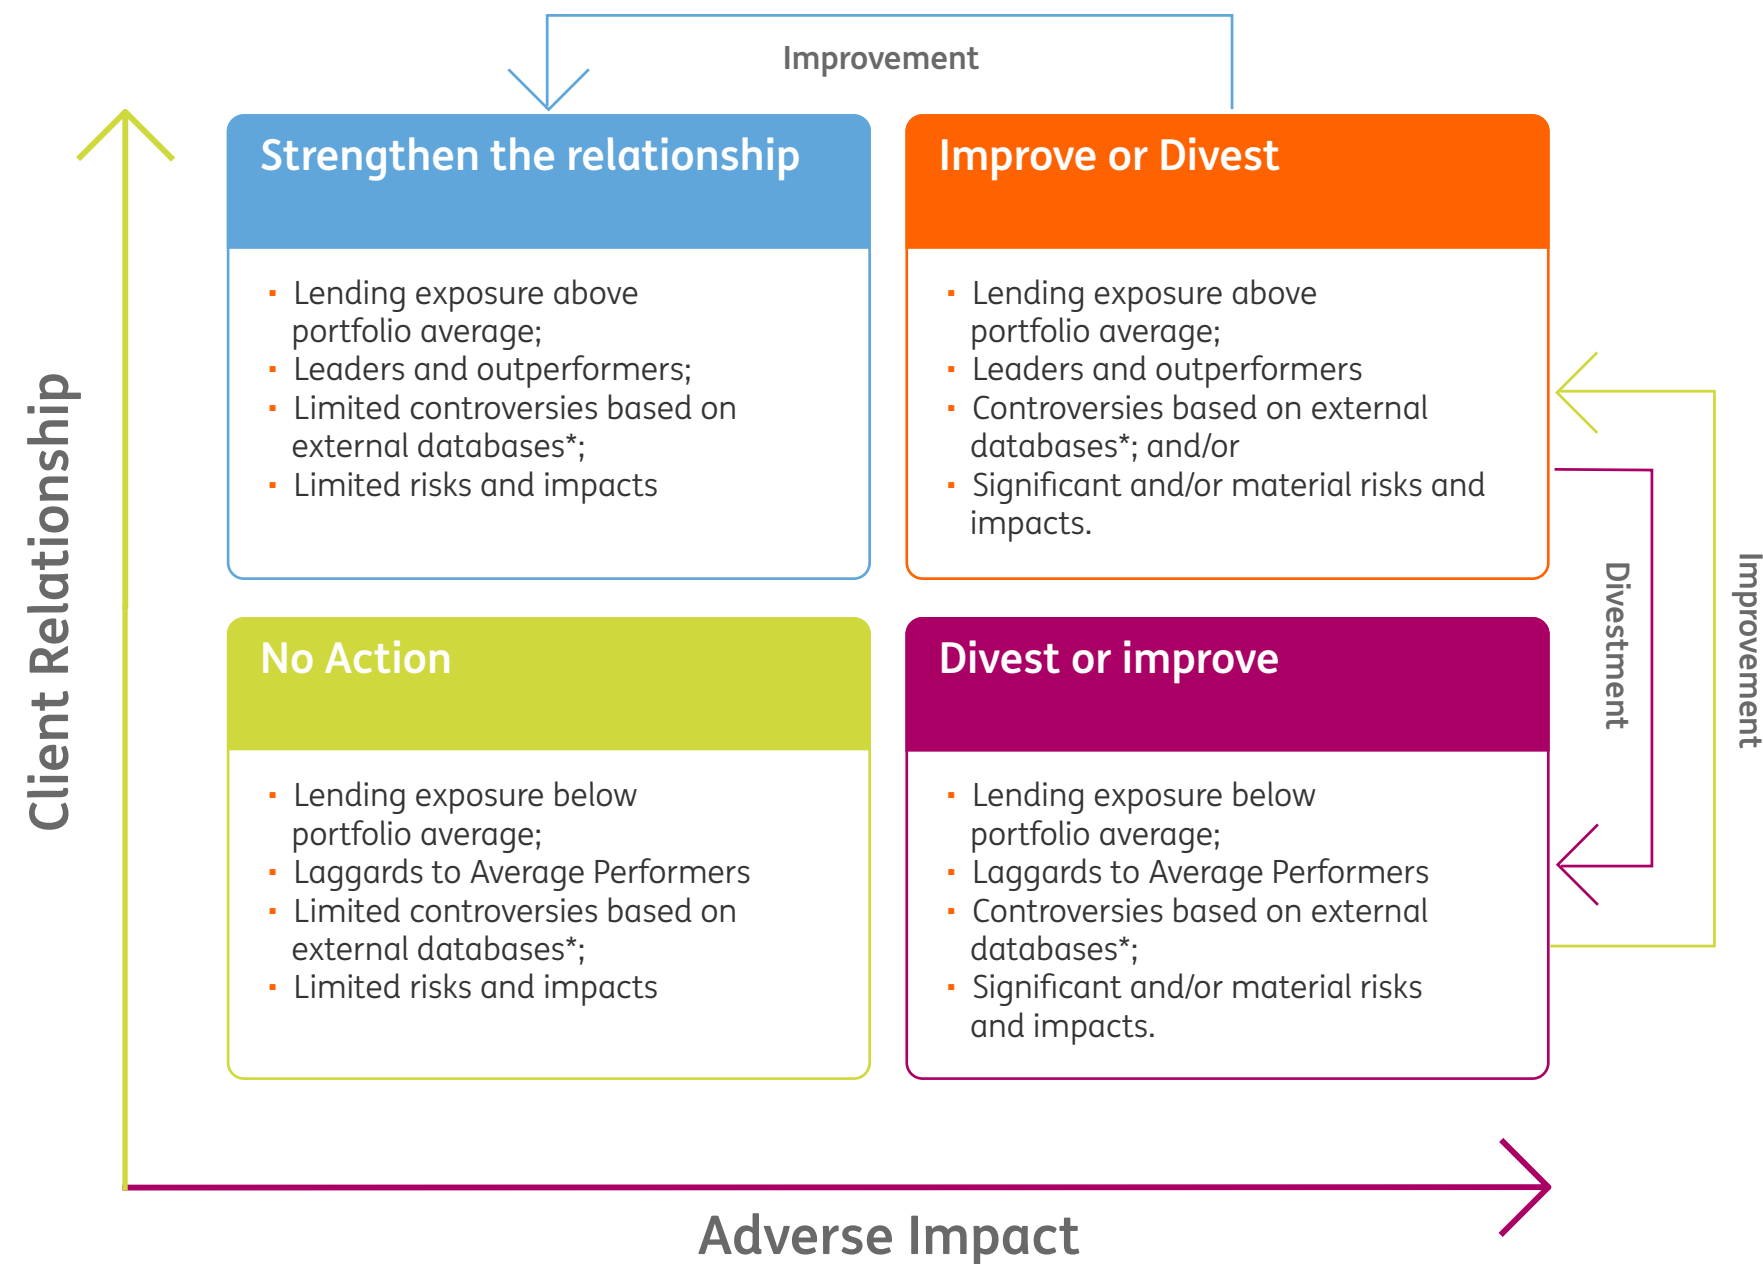 Improvement
Strengthen the relationship
▪ Lending exposure above
portfolio average;
▪ Leaders and outperformers;
▪ Limited controversies based on
external databases*;
▪ Limited risks and impacts
Improve or Divest
▪ Lending exposure above
portfolio average;
▪ Leaders and outperformers
▪ Controversies based on external
databases*; and/or
▪ Significant and/or material risks and
impacts.
No Action
▪ Lending exposure below
portfolio average;
▪ Laggards to Average Performers
▪ Limited controversies based on
external databases*;
▪ Limited risks and impacts
Divest or improve
▪ Lending exposure below
portfolio average;
▪ Laggards to Average Performers
▪ Controversies based on external
databases*;
▪ Significant and/or material risks
and impacts.
Divestment
Improvement
Client Relationship
Adverse Impact